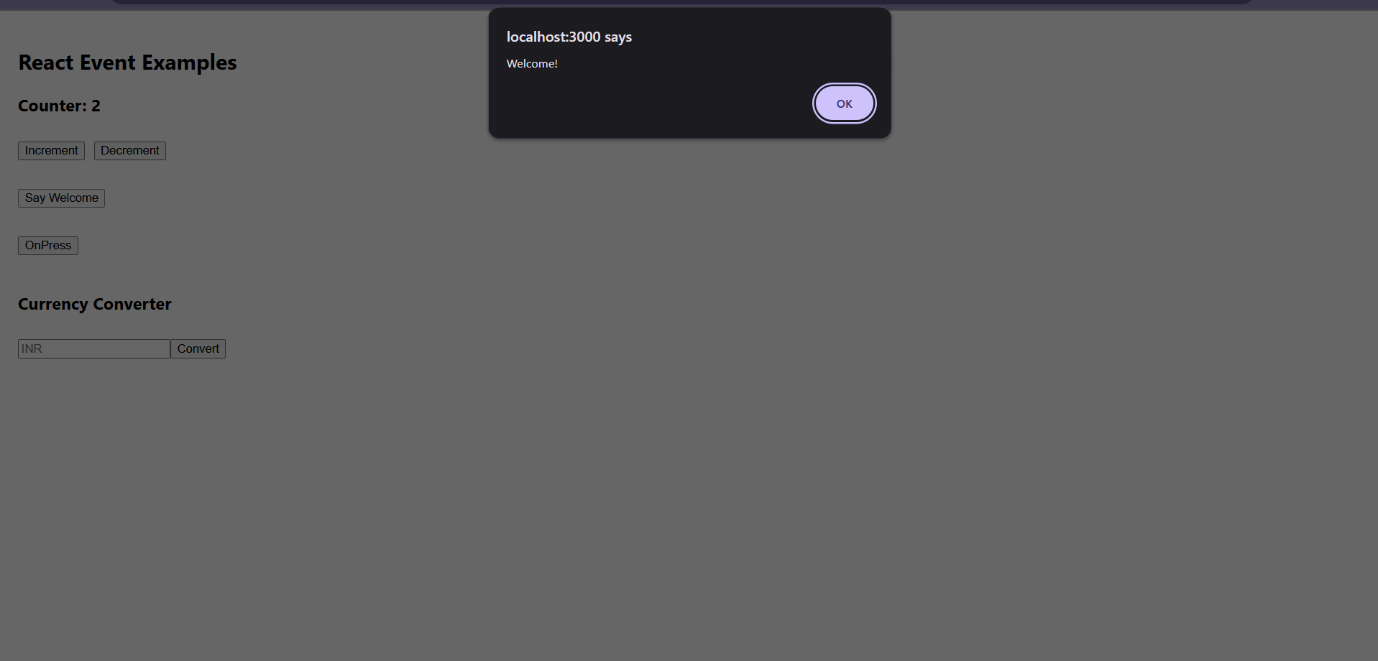 localhost:3000 says
Welcome!
OK
React Event Examples
Counter: 2
Increment Decrement
Say Welcome
OnPress
Currency Converter
INR Convert